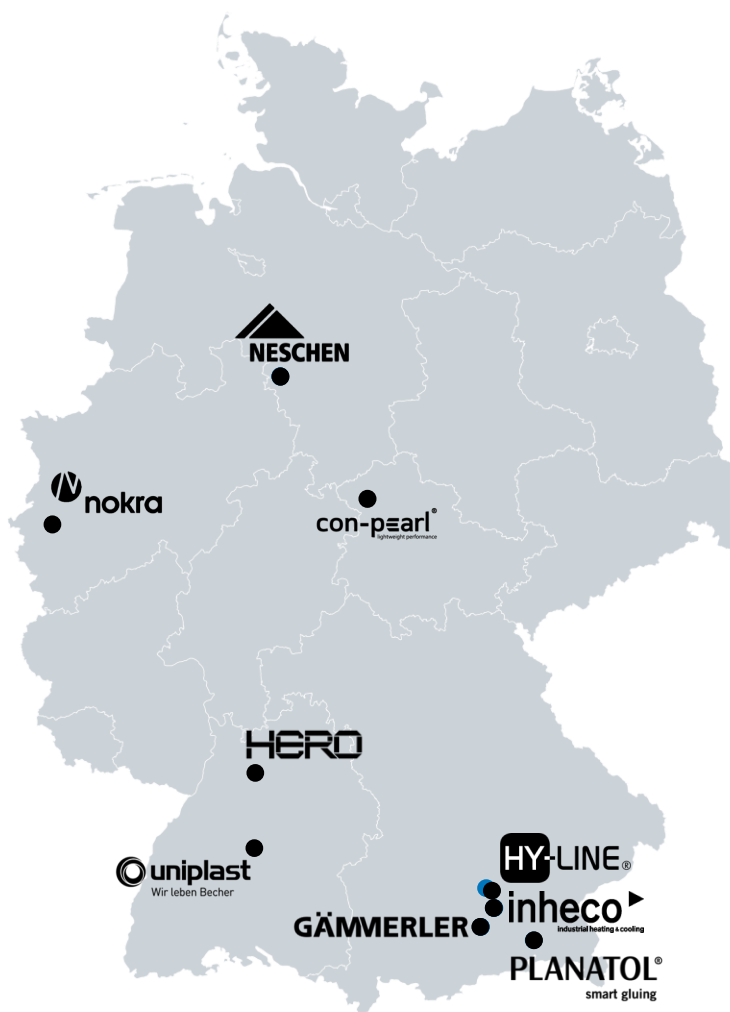 NESCHEN
nokra
con-pearl®
lightweight performance
HERO
HY-LINE®
uniplast
Wir leben Becher
inheco
industrial heating & cooling
GÄMMERLER
PLANATOL®
smart gluing